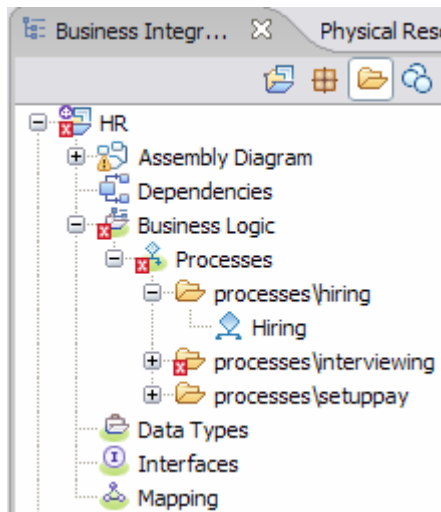 Business Integr...
Physical Res
HR
Assembly Diagram
Dependencies
Business Logic
Processes
processes\hiring
Hiring
processes\interviewing
processes\setuppay
Data Types
Interfaces
Mapping